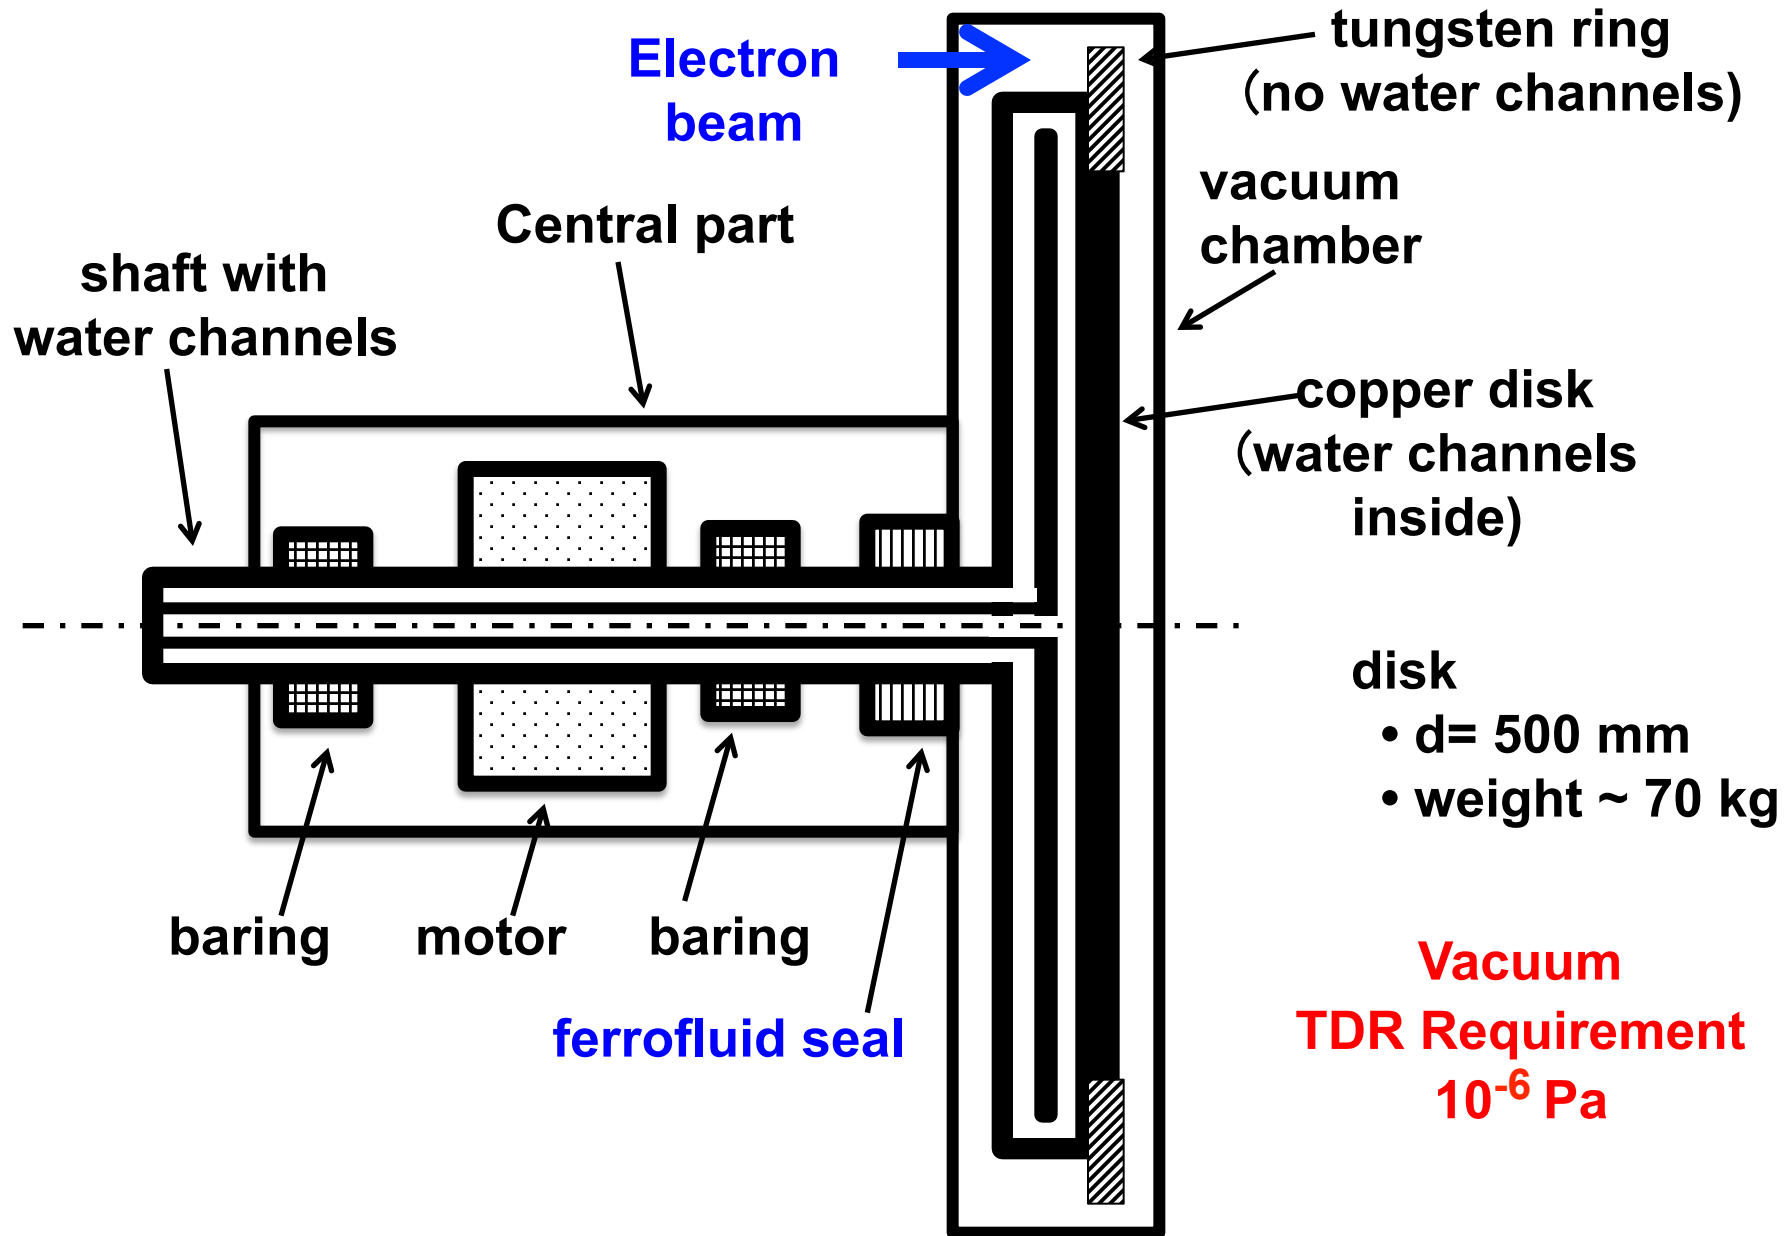 Electron
beam
tungsten ring
（no water channels)
vacuum
chamber
Central part
shaft with
water channels
copper disk
（water channels
inside)
disk
• d= 500 mm
• weight ~ 70 kg
baring
motor
baring
ferrofluid seal
Vacuum
TDR Requirement
10⁻⁶ Pa